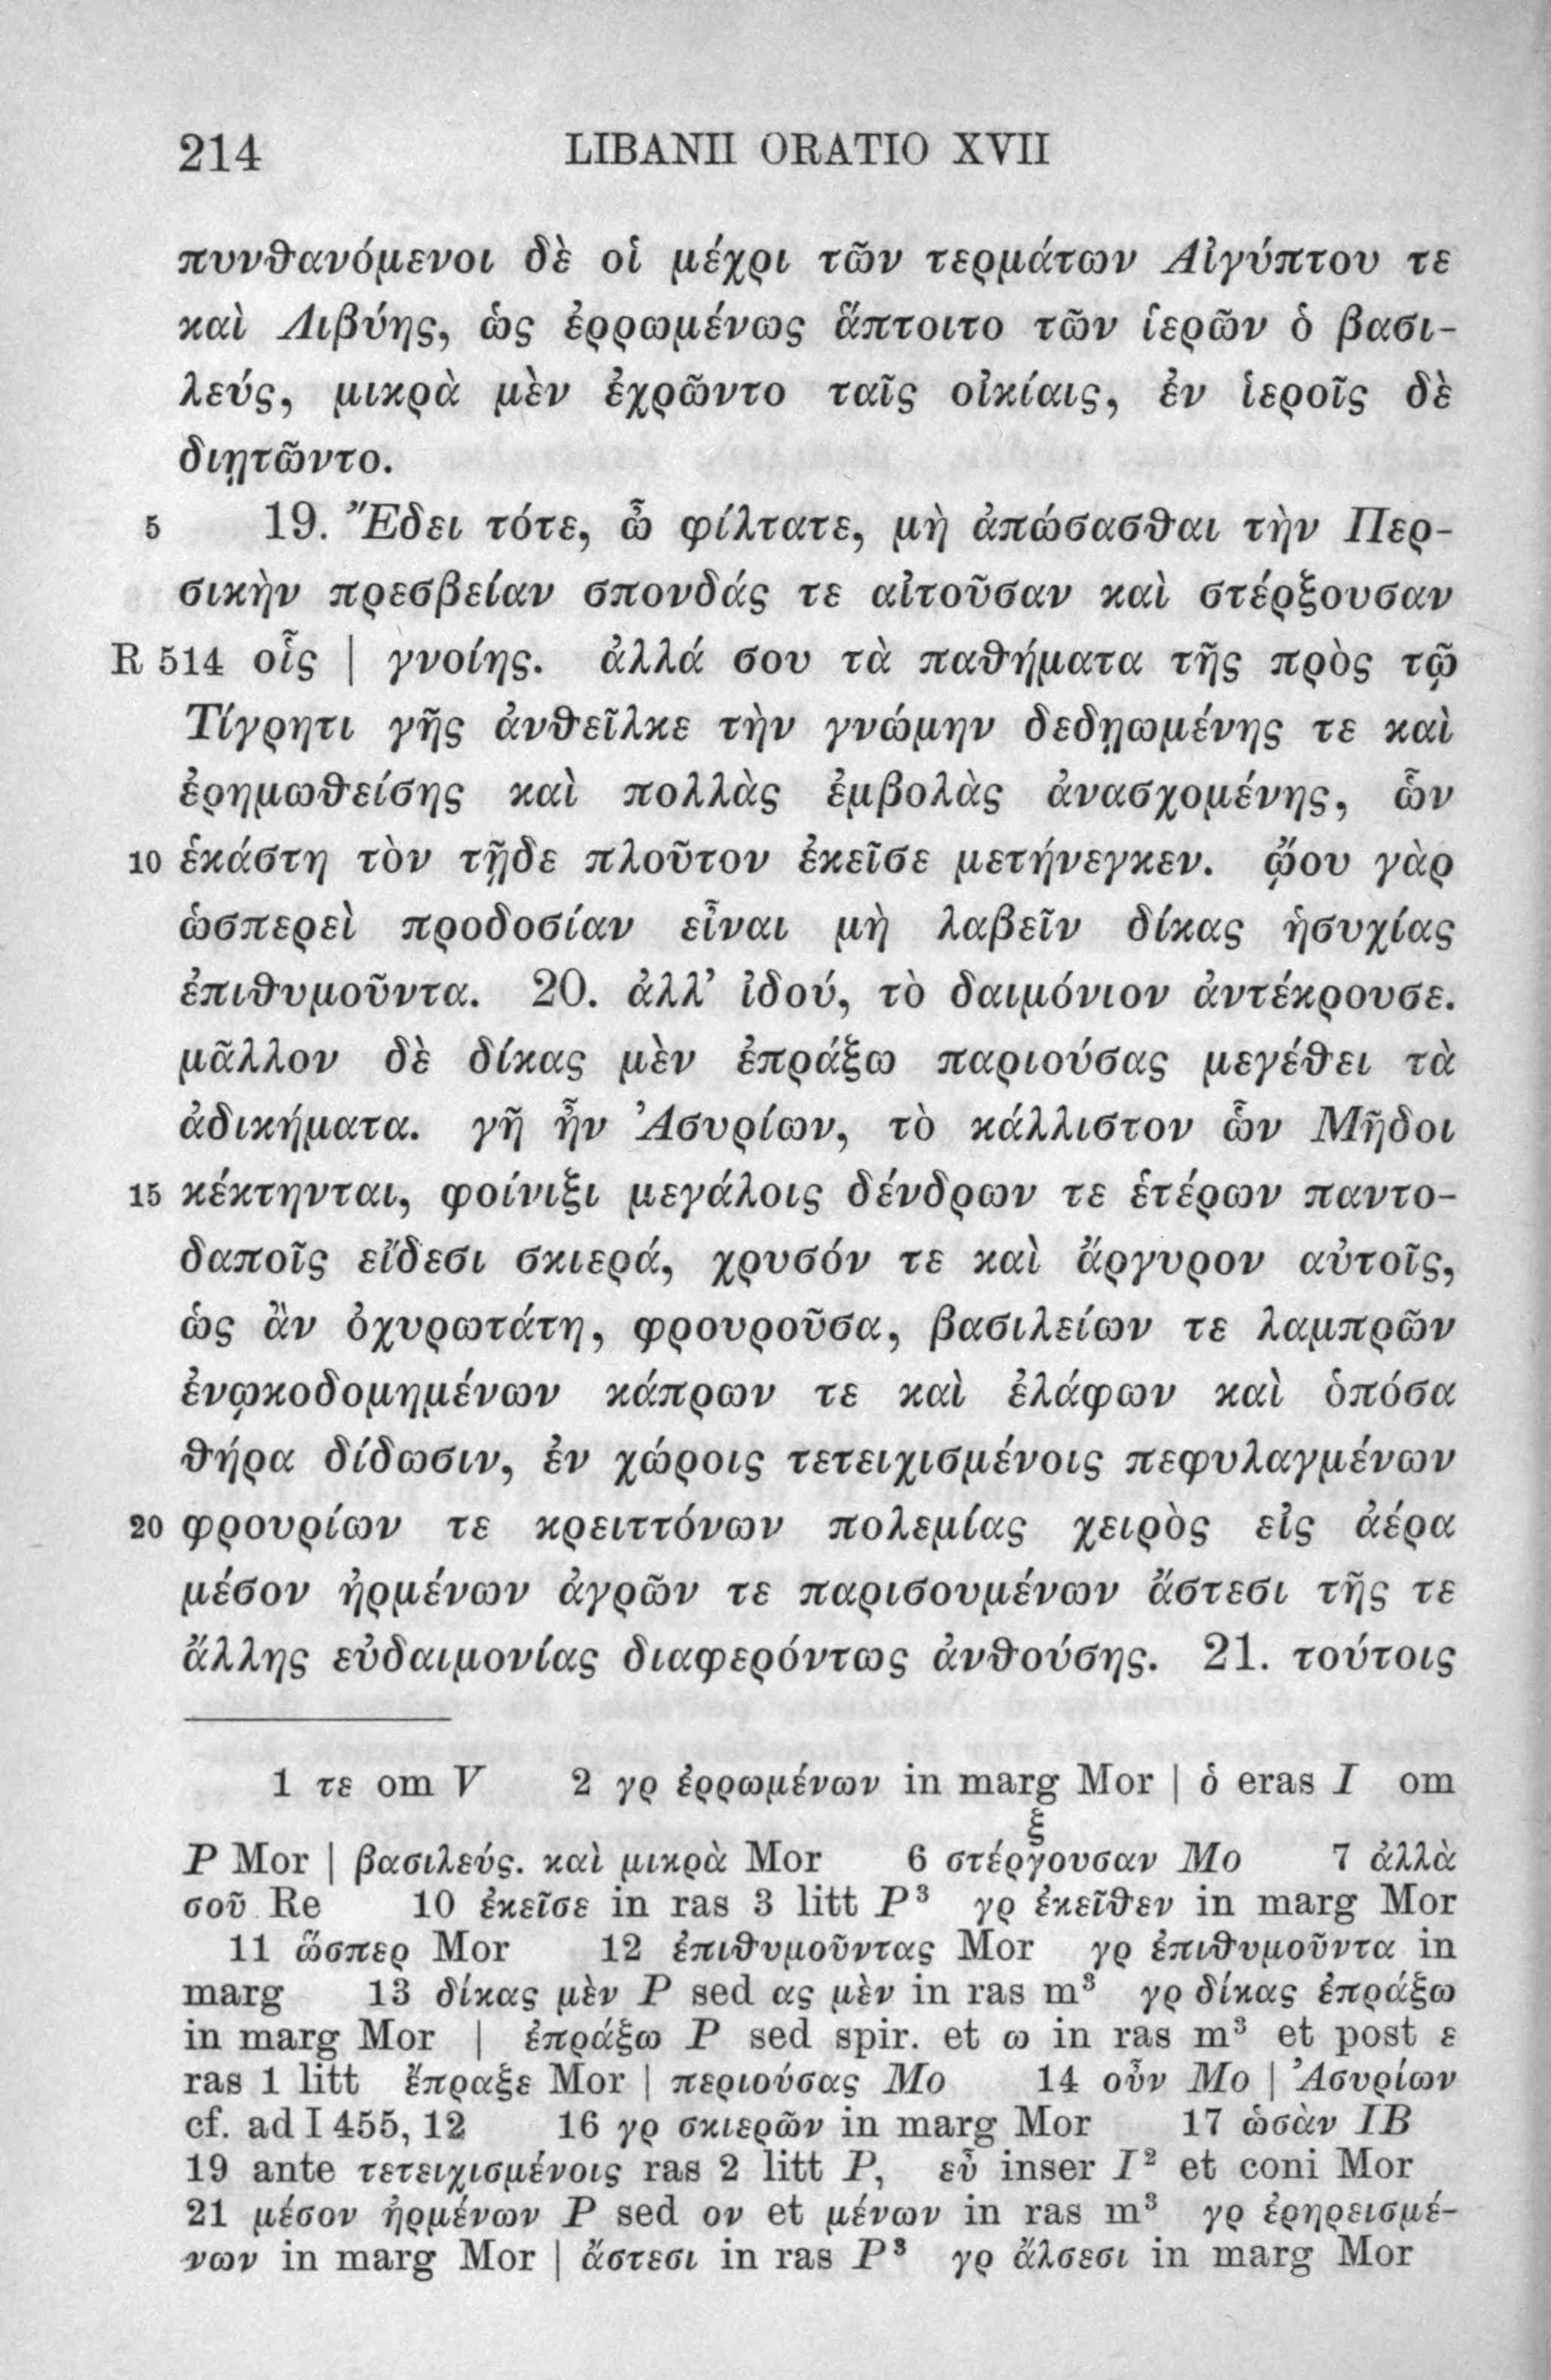 214 LIBANII ORATIO XVII
πυνθανόμενοι δὲ οἱ μέχρι τῶν τερμάτων Αἰγύπτου τε
καὶ Λιβύης, ὡς ἐρρωμένως ἅπτοιτο τῶν ἱερῶν ὁ βασι-
λεύς, μικρὰ μὲν ἐχρῶντο ταῖς οἰκίαις, ἐν ἱεροῖς δὲ
διῃτῶντο.
5 19. Ἔδει τότε, ὦ φίλτατε, μὴ ἀπώσασθαι τὴν Περ-
σικὴν πρεσβείαν σπονδάς τε αἰτοῦσαν καὶ στέρξουσαν
R 514 οἷς | γνοίης. ἀλλά σου τὰ παθήματα τῆς πρὸς τῷ
Τίγρητι γῆς ἀνθεῖλκε τὴν γνώμην δεδῃωμένης τε καὶ
ἐρημωθείσης καὶ πολλὰς ἐμβολὰς ἀνασχομένης, ὧν
10 ἑκάστη τὸν τῇδε πλοῦτον ἐκεῖσε μετήνεγκεν. ᾤου γὰρ
ὡσπερεὶ προδοσίαν εἶναι μὴ λαβεῖν δίκας ἡσυχίας
ἐπιθυμοῦντα. 20. ἀλλ’ ἰδού, τὸ δαιμόνιον ἀντέκρουσε.
μᾶλλον δὲ δίκας μὲν ἐπράξω παριούσας μεγέθει τὰ
ἀδικήματα. γῆ ἦν Ἀσυρίων, τὸ κάλλιστον ὧν Μῆδοι
15 κέκτηνται, φοίνιξι μεγάλοις δένδρων τε ἑτέρων παντο-
δαποῖς εἴδεσι σκιερά, χρυσόν τε καὶ ἄργυρον αὐτοῖς,
ὡς ἂν ὀχυρωτάτη, φρουροῦσα, βασιλείων τε λαμπρῶν
ἐνῳκοδομημένων κάπρων τε καὶ ἐλάφων καὶ ὁπόσα
θήρα δίδωσιν, ἐν χώροις τετειχισμένοις πεφυλαγμένων
20 φρουρίων τε κρειττόνων πολεμίας χειρὸς εἰς ἀέρα
μέσον ἠρμένων ἀγρῶν τε παρισουμένων ἄστεσι τῆς τε
ἄλλης εὐδαιμονίας διαφερόντως ἀνθούσης. 21. τούτοις
1 τε om V 2 γρ ἐρρωμένων in marg Mor | ὁ eras I om
ξ
P Mor | βασιλεύς. καὶ μικρὰ Mor 6 στέργουσαν Mo 7 ἀλλὰ
σοῦ Re 10 ἐκεῖσε in ras 3 litt P³ γρ ἐκεῖθεν in marg Mor
11 ὥσπερ Mor 12 ἐπιθυμοῦντας Mor γρ ἐπιθυμοῦντα in
marg 13 δίκας μὲν P sed ας μὲν in ras m³ γρ δίκας ἐπράξω
in marg Mor | ἐπράξω P sed spir. et ω in ras m³ et post ε
ras 1 litt ἔπραξε Mor | περιούσας Mo 14 οὖν Mo | Ἀσυρίων
cf. ad I 455, 12 16 γρ σκιερῶν in marg Mor 17 ὡσὰν IB
19 ante τετειχισμένοις ras 2 litt P, εὖ inser I² et coni Mor
21 μέσον ἠρμένων P sed ον et μένων in ras m³ γρ ἐρηρεισμέ-
νων in marg Mor | ἄστεσι in ras P³ γρ ἄλσεσι in marg Mor